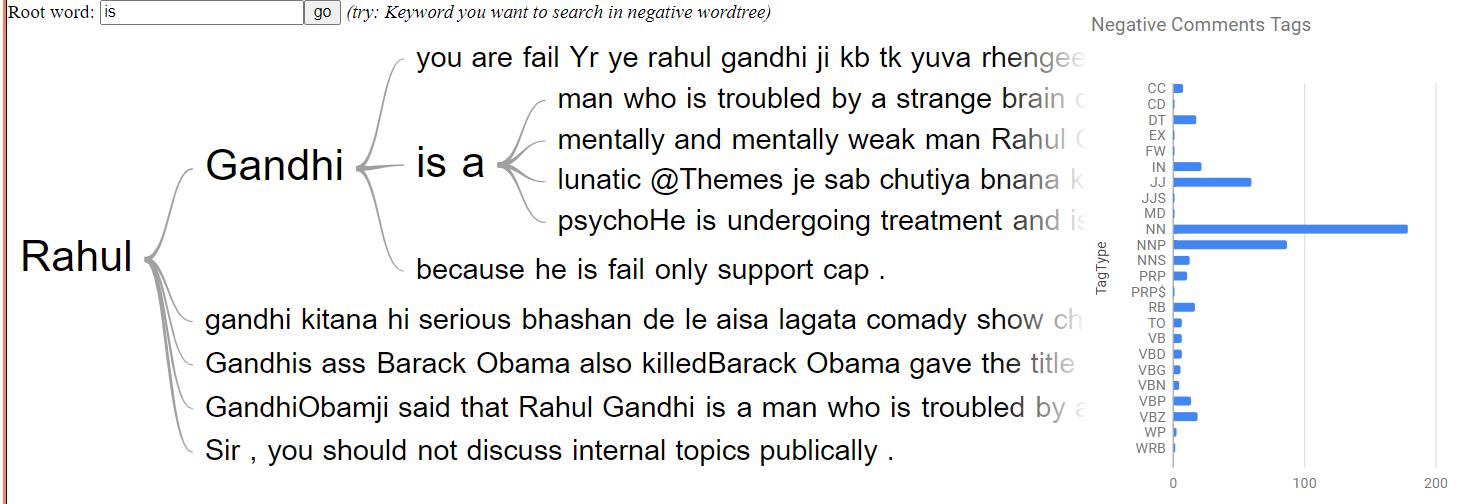 Root word: is go (try: Keyword you want to search in negative wordtree)
Rahul
Gandhi
you are fail Yr ye rahul gandhi ji kb tk yuva rhengee
is a
man who is troubled by a strange brain
mentally and mentally weak man Rahul
lunatic @Themes je sab chutiya bnana k
psychoHe is undergoing treatment and is
because he is fail only support cap .
gandhi kitana hi serious bhashan de le aisa lagata comady show ch
Gandhis ass Barack Obama also killedBarack Obama gave the title
GandhiObamji said that Rahul Gandhi is a man who is troubled by a
Sir , you should not discuss internal topics publically .
Negative Comments Tags
TagType
CC
CD
DT
EX
FW
IN
JJ
JJS
MD
NN
NNP
NNS
PRP
PRP$
RB
TO
VB
VBD
VBG
VBN
VBP
VBZ
WP
WRB
0 100 200